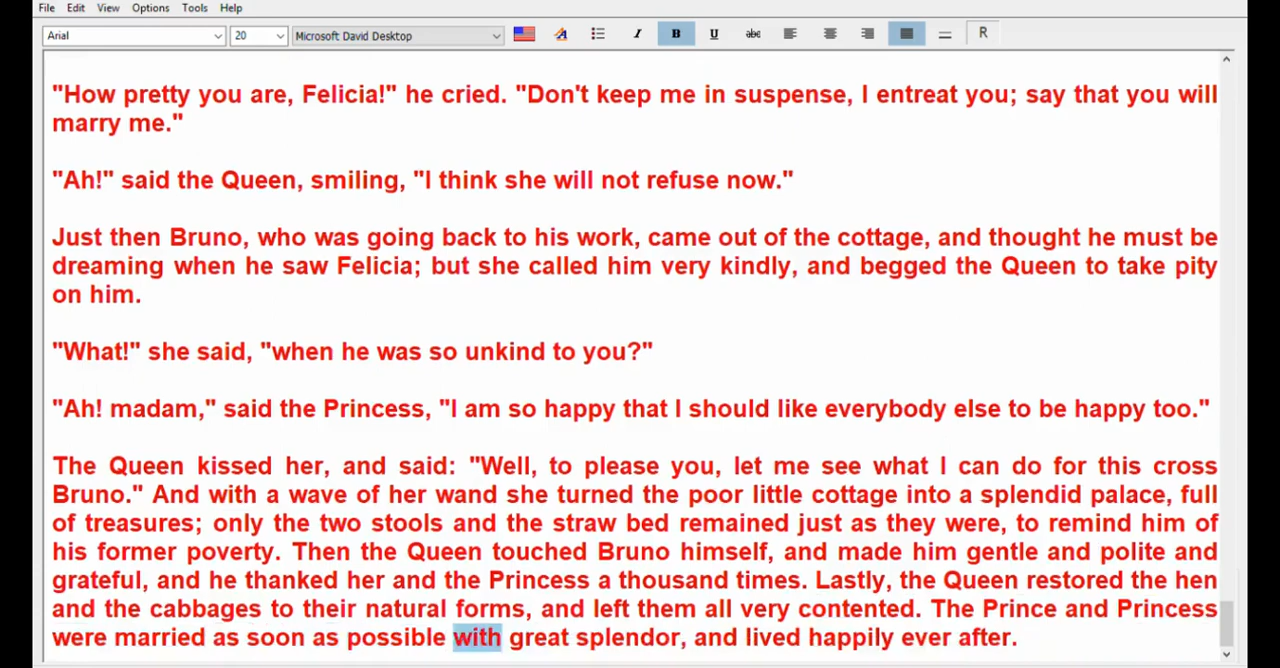 File Edit View Options Tools Help
Arial 20 Microsoft David Desktop I B U abc R
"How pretty you are, Felicia!" he cried. "Don't keep me in suspense, I entreat you; say that you will
marry me."
"Ah!" said the Queen, smiling, "I think she will not refuse now."
Just then Bruno, who was going back to his work, came out of the cottage, and thought he must be
dreaming when he saw Felicia; but she called him very kindly, and begged the Queen to take pity
on him.
"What!" she said, "when he was so unkind to you?"
"Ah! madam," said the Princess, "I am so happy that I should like everybody else to be happy too."
The Queen kissed her, and said: "Well, to please you, let me see what I can do for this cross
Bruno." And with a wave of her wand she turned the poor little cottage into a splendid palace, full
of treasures; only the two stools and the straw bed remained just as they were, to remind him of
his former poverty. Then the Queen touched Bruno himself, and made him gentle and polite and
grateful, and he thanked her and the Princess a thousand times. Lastly, the Queen restored the hen
and the cabbages to their natural forms, and left them all very contented. The Prince and Princess
were married as soon as possible with great splendor, and lived happily ever after.